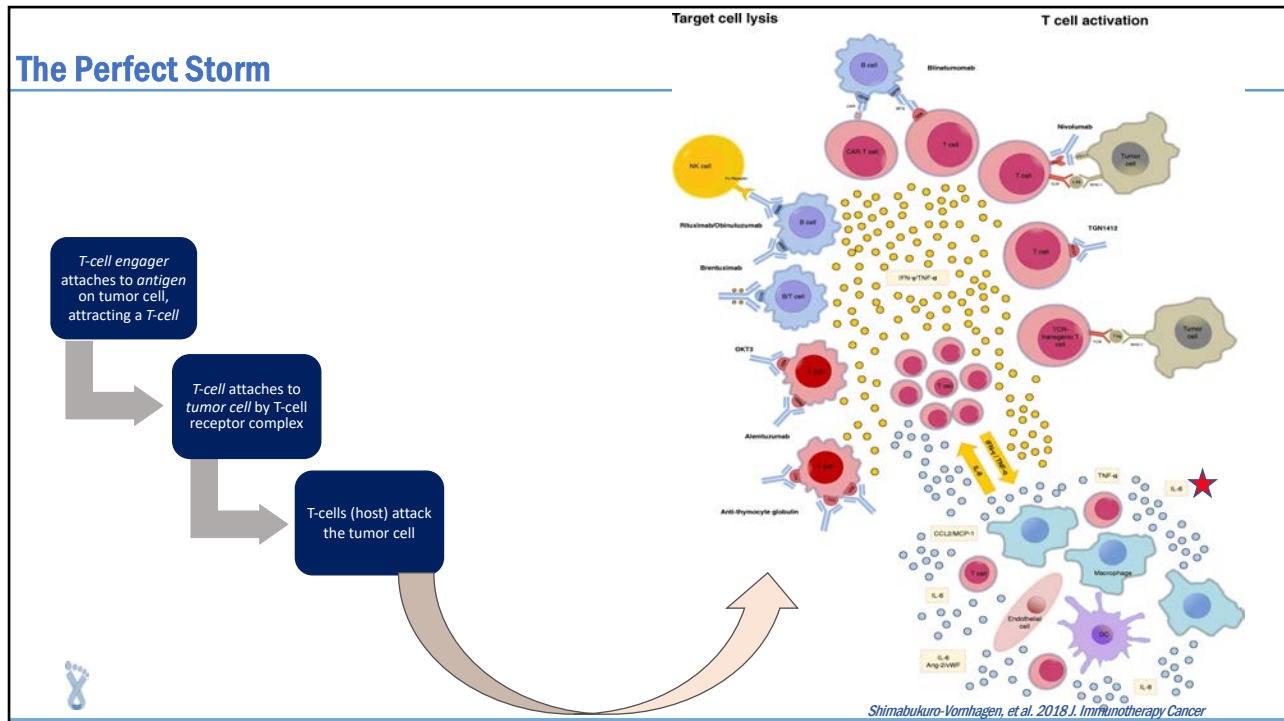 The Perfect Storm
T-cell engager
attaches to antigen
on tumor cell,
attracting a T-cell
T-cell attaches to
tumor cell by T-cell
receptor complex
T-cells (host) attack
the tumor cell
Target cell lysis
T cell activation
B cell
Blinatumomab
CAR T cell
T cell
NK cell
Rituximab/Obinutuzumab
B cell
Brentuximab
B/T cell
OKT3
T cell
Alemtuzumab
T cell
Anti-thymocyte globulin
Nivolumab
T cell
Tumor
cell
TGN1412
T cell
TCR-
transgenic T
cell
Tumor
cell
IFN-γ/TNF-α
T cell
IL-6
IFN-γ/TNF-α
TNF-α
IL-6
CCL2/MCP-1
T cell
Macrophage
IL-6
Endothelial
cell
DC
IL-6
Ang-2/vWF
IL-6
Shimabukuro-Vornhagen, et al. 2018 J. Immunotherapy Cancer